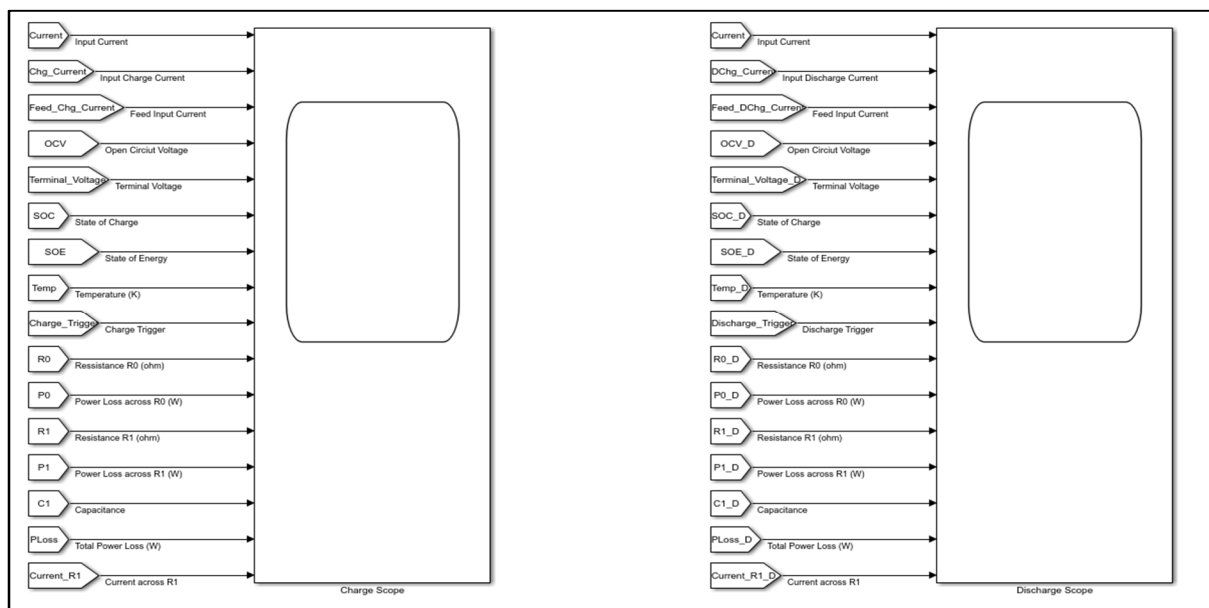 Current
Input Current
Chg_Current
Input Charge Current
Feed_Chg_Current
Feed Input Current
OCV
Open Circiut Voltage
Terminal_Voltage
Terminal Voltage
SOC
State of Charge
SOE
State of Energy
Temp
Temperature (K)
Charge_Trigger
Charge Trigger
R0
Ressistance R0 (ohm)
P0
Power Loss across R0 (W)
R1
Resistance R1 (ohm)
P1
Power Loss across R1 (W)
C1
Capacitance
PLoss
Total Power Loss (W)
Current_R1
Current across R1
Charge Scope
Current
Input Current
DChg_Current
Input Discharge Current
Feed_DChg_Current
Feed Input Current
OCV_D
Open Circiut Voltage
Terminal_Voltage_D
Terminal Voltage
SOC_D
State of Charge
SOE_D
State of Energy
Temp_D
Temperature (K)
Discharge_Trigger
Discharge Trigger
R0_D
Ressistance R0 (ohm)
P0_D
Power Loss across R0 (W)
R1_D
Resistance R1 (ohm)
P1_D
Power Loss across R1 (W)
C1_D
Capacitance
PLoss_D
Total Power Loss (W)
Current_R1_D
Current across R1
Discharge Scope